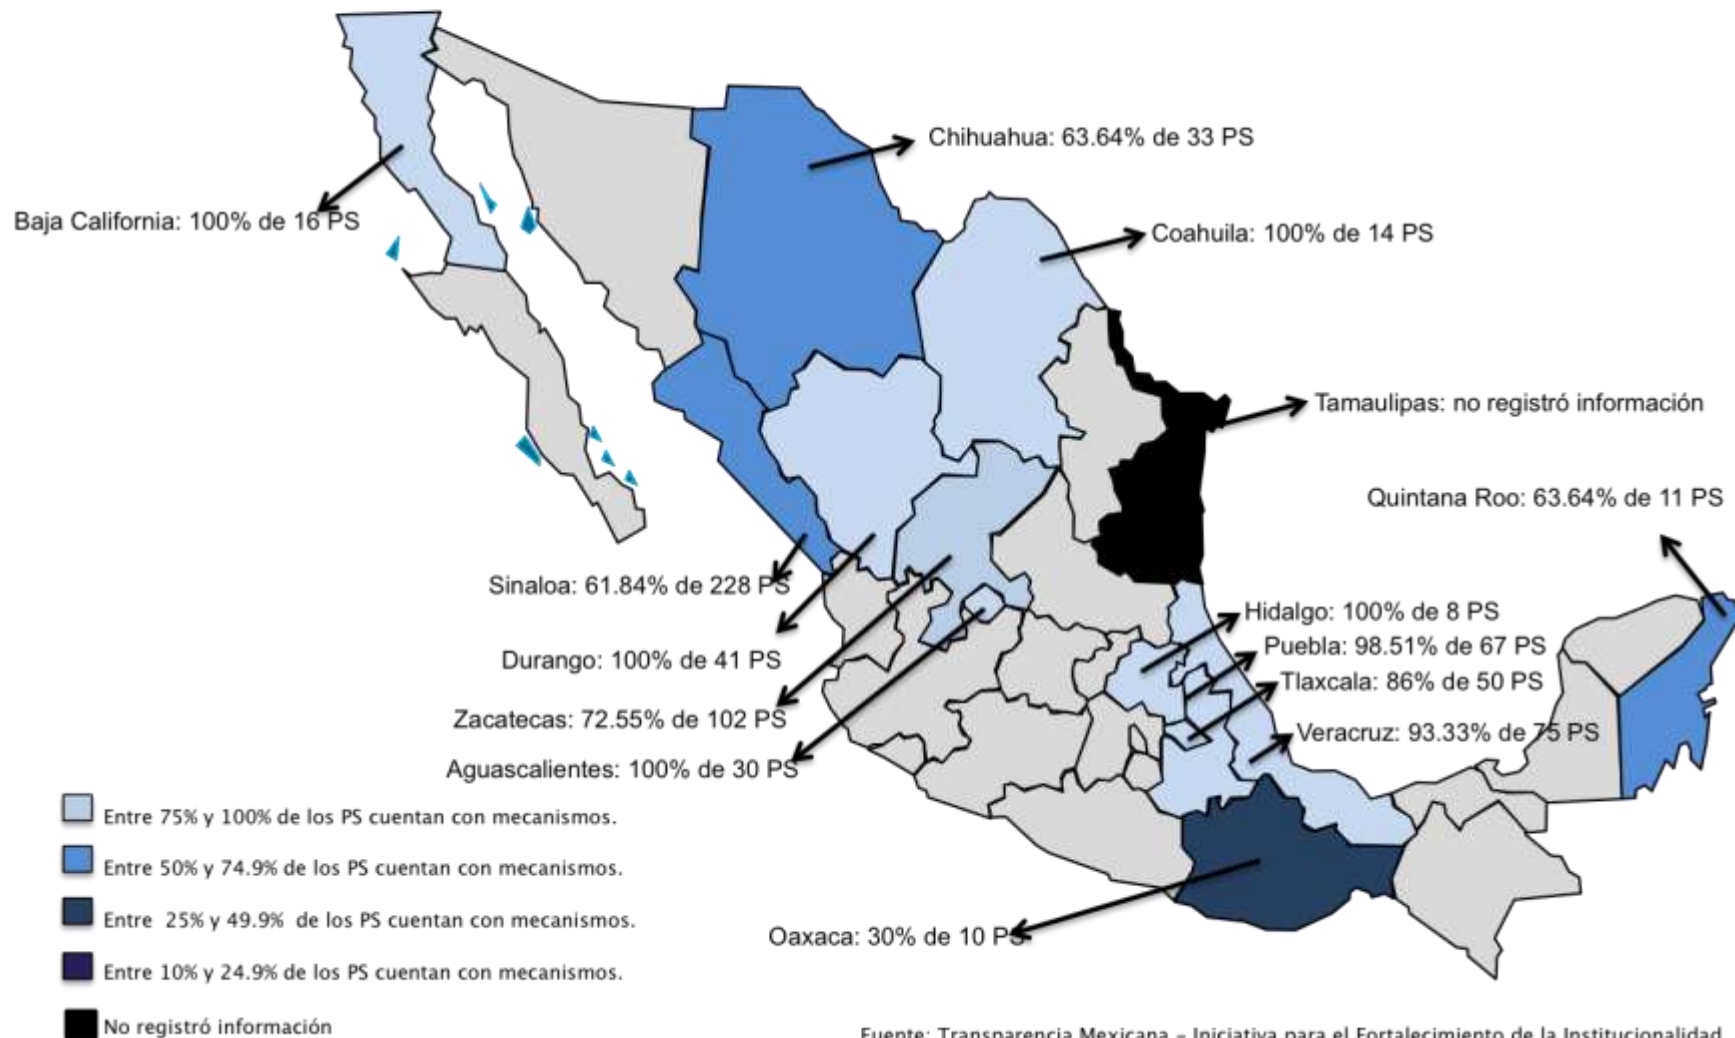 Chihuahua: 63.64% de 33 PS
Baja California: 100% de 16 PS
Coahuila: 100% de 14 PS
Tamaulipas: no registró información
Quintana Roo: 63.64% de 11 PS
Sinaloa: 61.84% de 228 PS
Hidalgo: 100% de 8 PS
Puebla: 98.51% de 67 PS
Durango: 100% de 41 PS
Tlaxcala: 86% de 50 PS
Zacatecas: 72.55% de 102 PS
Veracruz: 93.33% de 75 PS
Aguascalientes: 100% de 30 PS
Entre 75% y 100% de los PS cuentan con mecanismos.
Entre 50% y 74.9% de los PS cuentan con mecanismos.
Entre 25% y 49.9% de los PS cuentan con mecanismos.
Oaxaca: 30% de 10 PS
Entre 10% y 24.9% de los PS cuentan con mecanismos.
No registró información
Fuente: Transparencia Mexicana – Iniciativa para el Fortalecimiento de la Institucionalidad